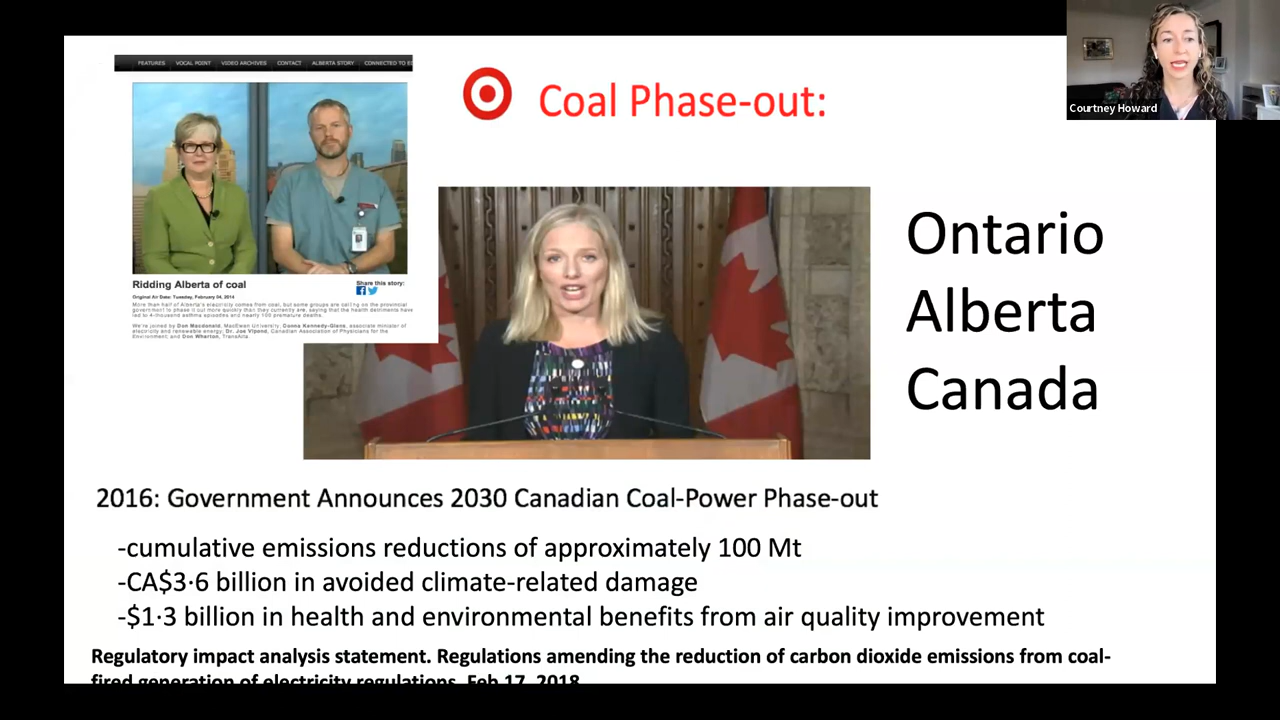 FEATURES VOCAL POINT VIDEO ARCHIVES CONTACT ALBERTA STORY CONNECTED TO
Coal Phase-out:
Courtney Howard
Ridding Alberta of coal
Share this story:
Original Air Date: Tuesday, February 04, 2014
More than half of Alberta's electricity comes from coal, but some groups are calling on the provincial
government to phase it out more quickly than they currently are, saying that the health detriments have
led to 4-thousand asthma episodes and nearly 100 premature deaths.
We're joined by Don Macdonald, MacEwan University, Donna Kennedy-Glans, associate minister of
electricity and renewable energy, Dr. Joe Vipond, Canadian Association of Physicians for the
Environment; and Don Wharton, TransAlta.
Ontario
Alberta
Canada
2016: Government Announces 2030 Canadian Coal-Power Phase-out
-cumulative emissions reductions of approximately 100 Mt
-CA$3·6 billion in avoided climate-related damage
-$1·3 billion in health and environmental benefits from air quality improvement
Regulatory impact analysis statement. Regulations amending the reduction of carbon dioxide emissions from coal-
fired generation of electricity regulations. Feb 17, 2018